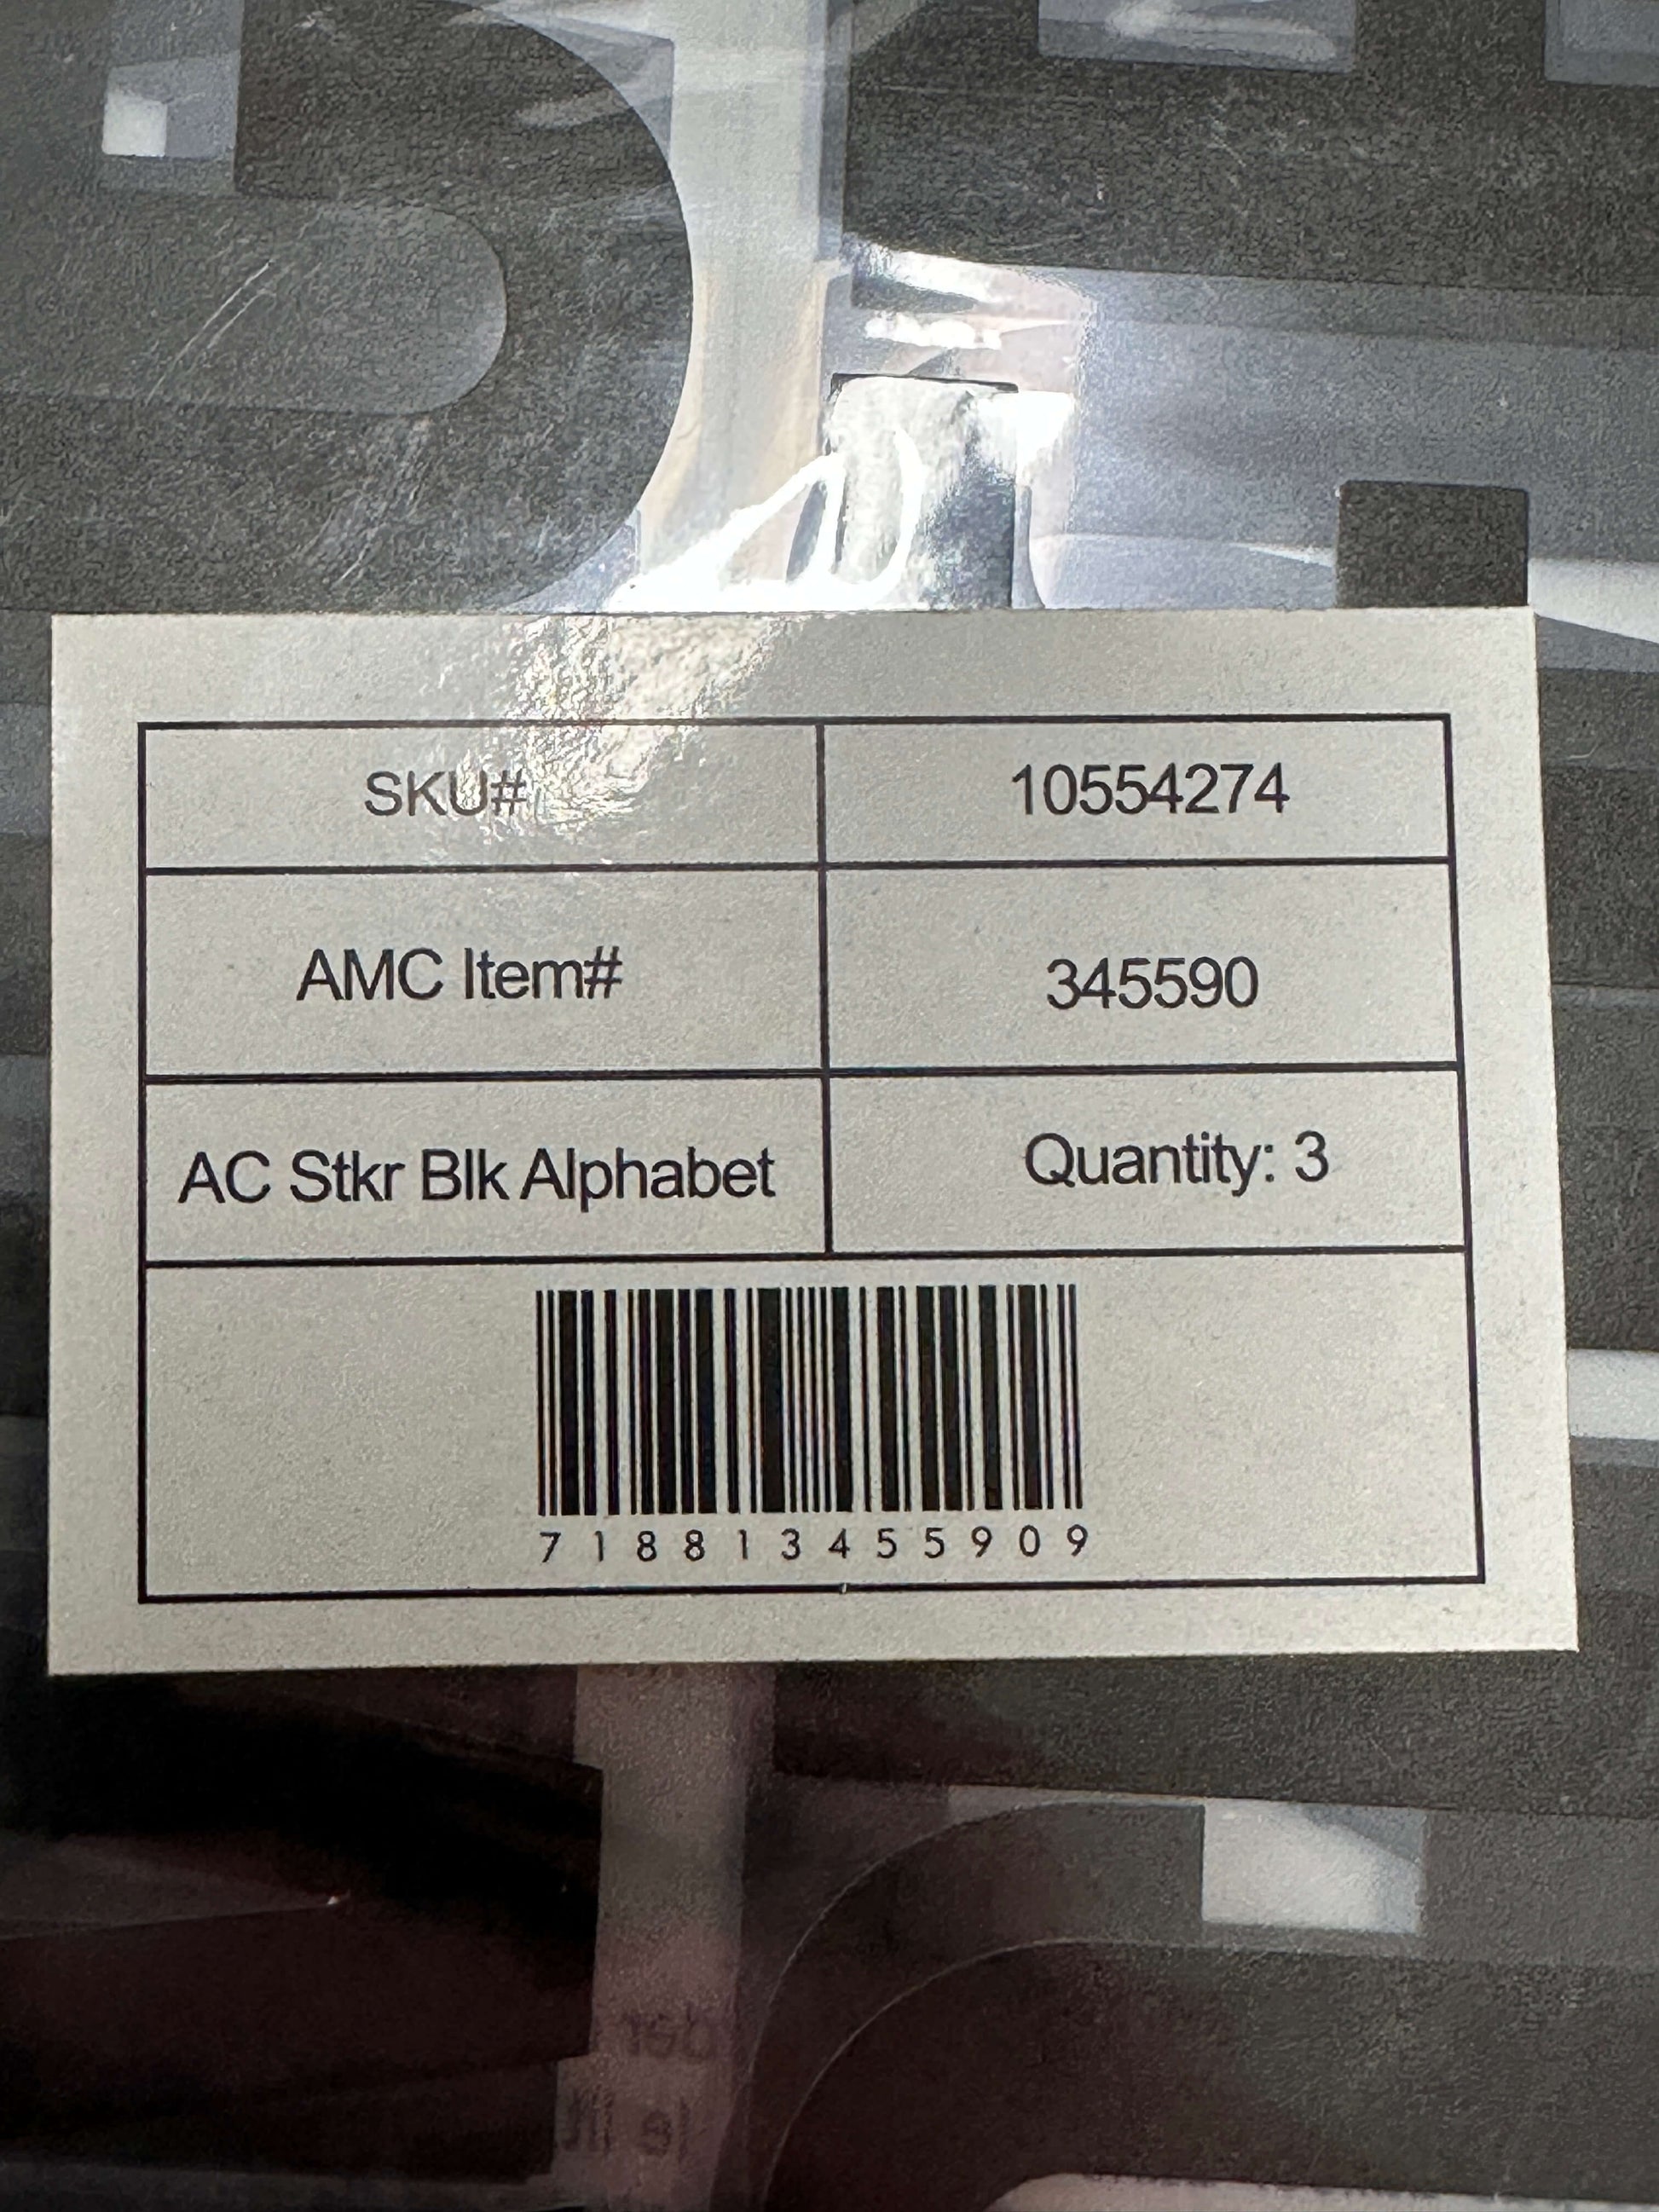 SKU# 10554274
AMC Item# 345590
AC Stkr Blk Alphabet Quantity: 3
718813455909